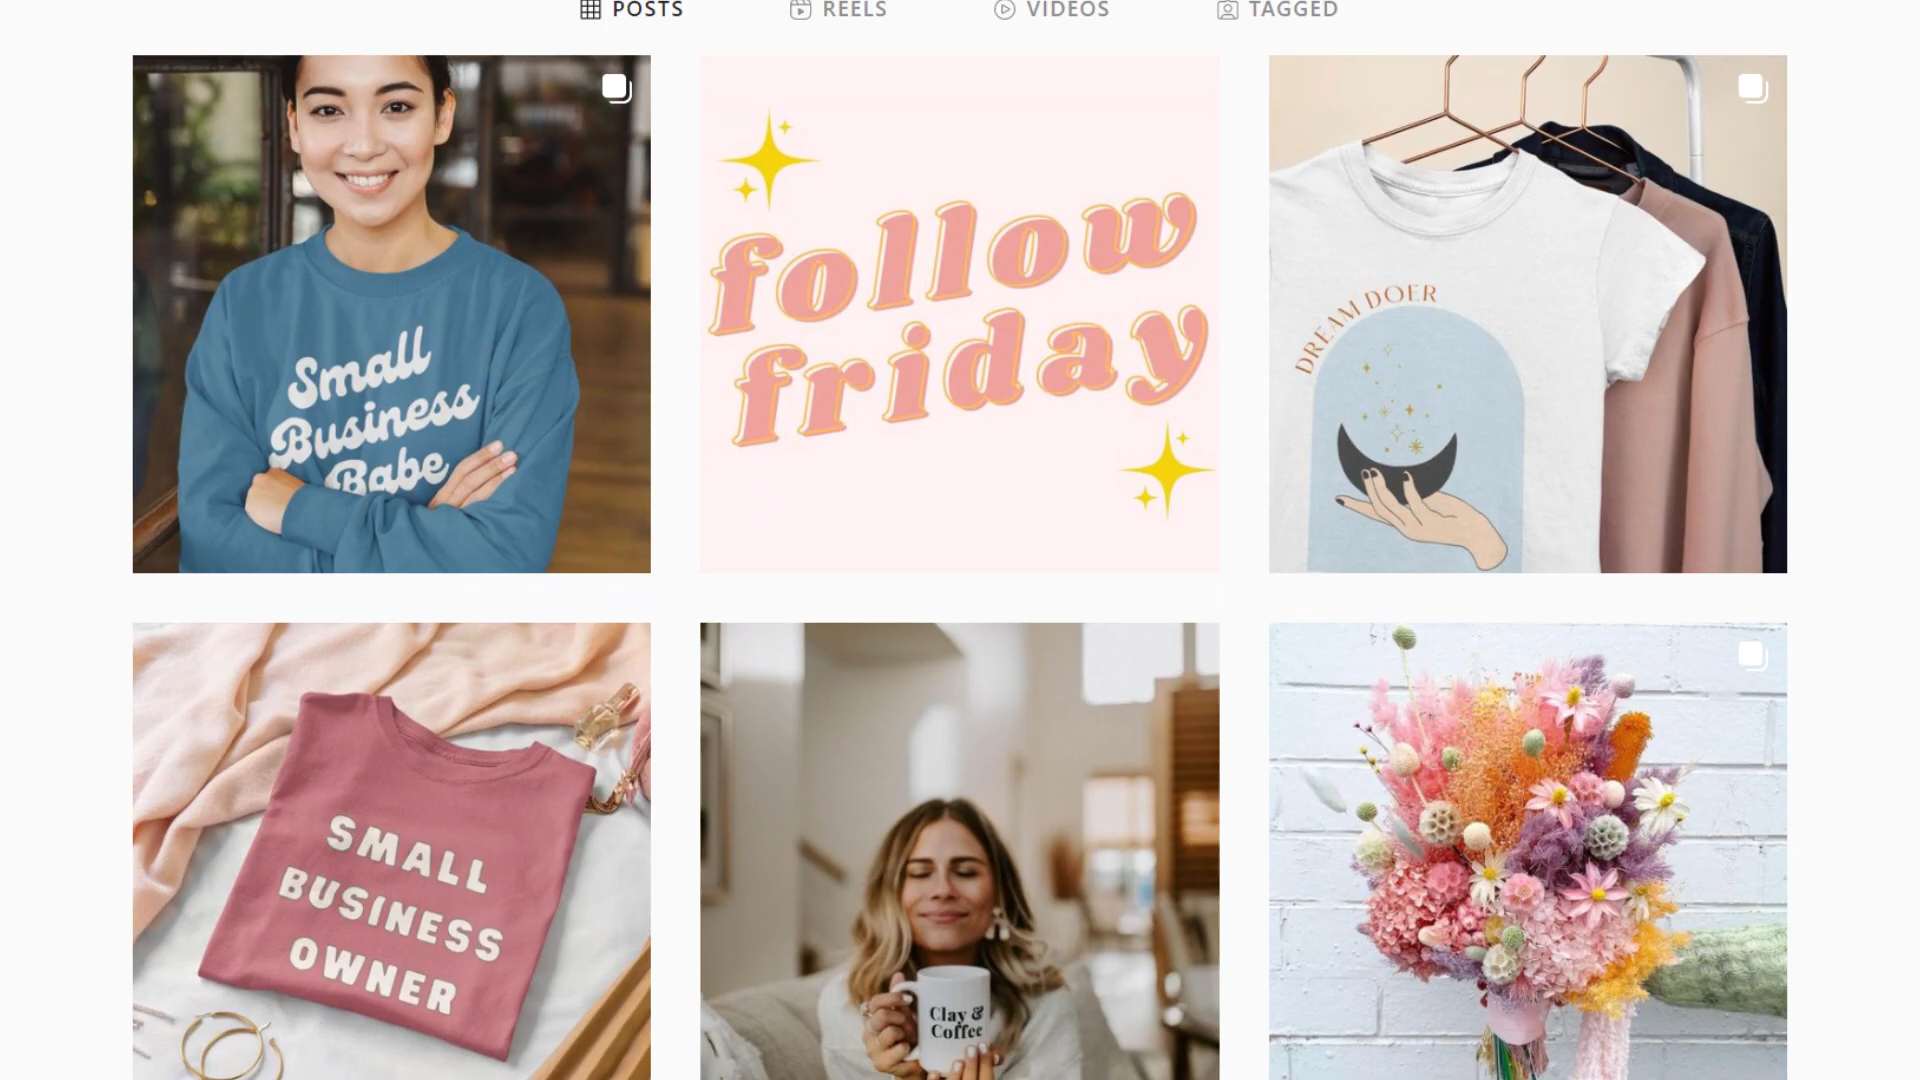 POSTS
REELS
VIDEOS
TAGGED
Small
Business
Babe
follow
friday
DREAM DOER
SMALL
BUSINESS
OWNER
Clay &
Coffee